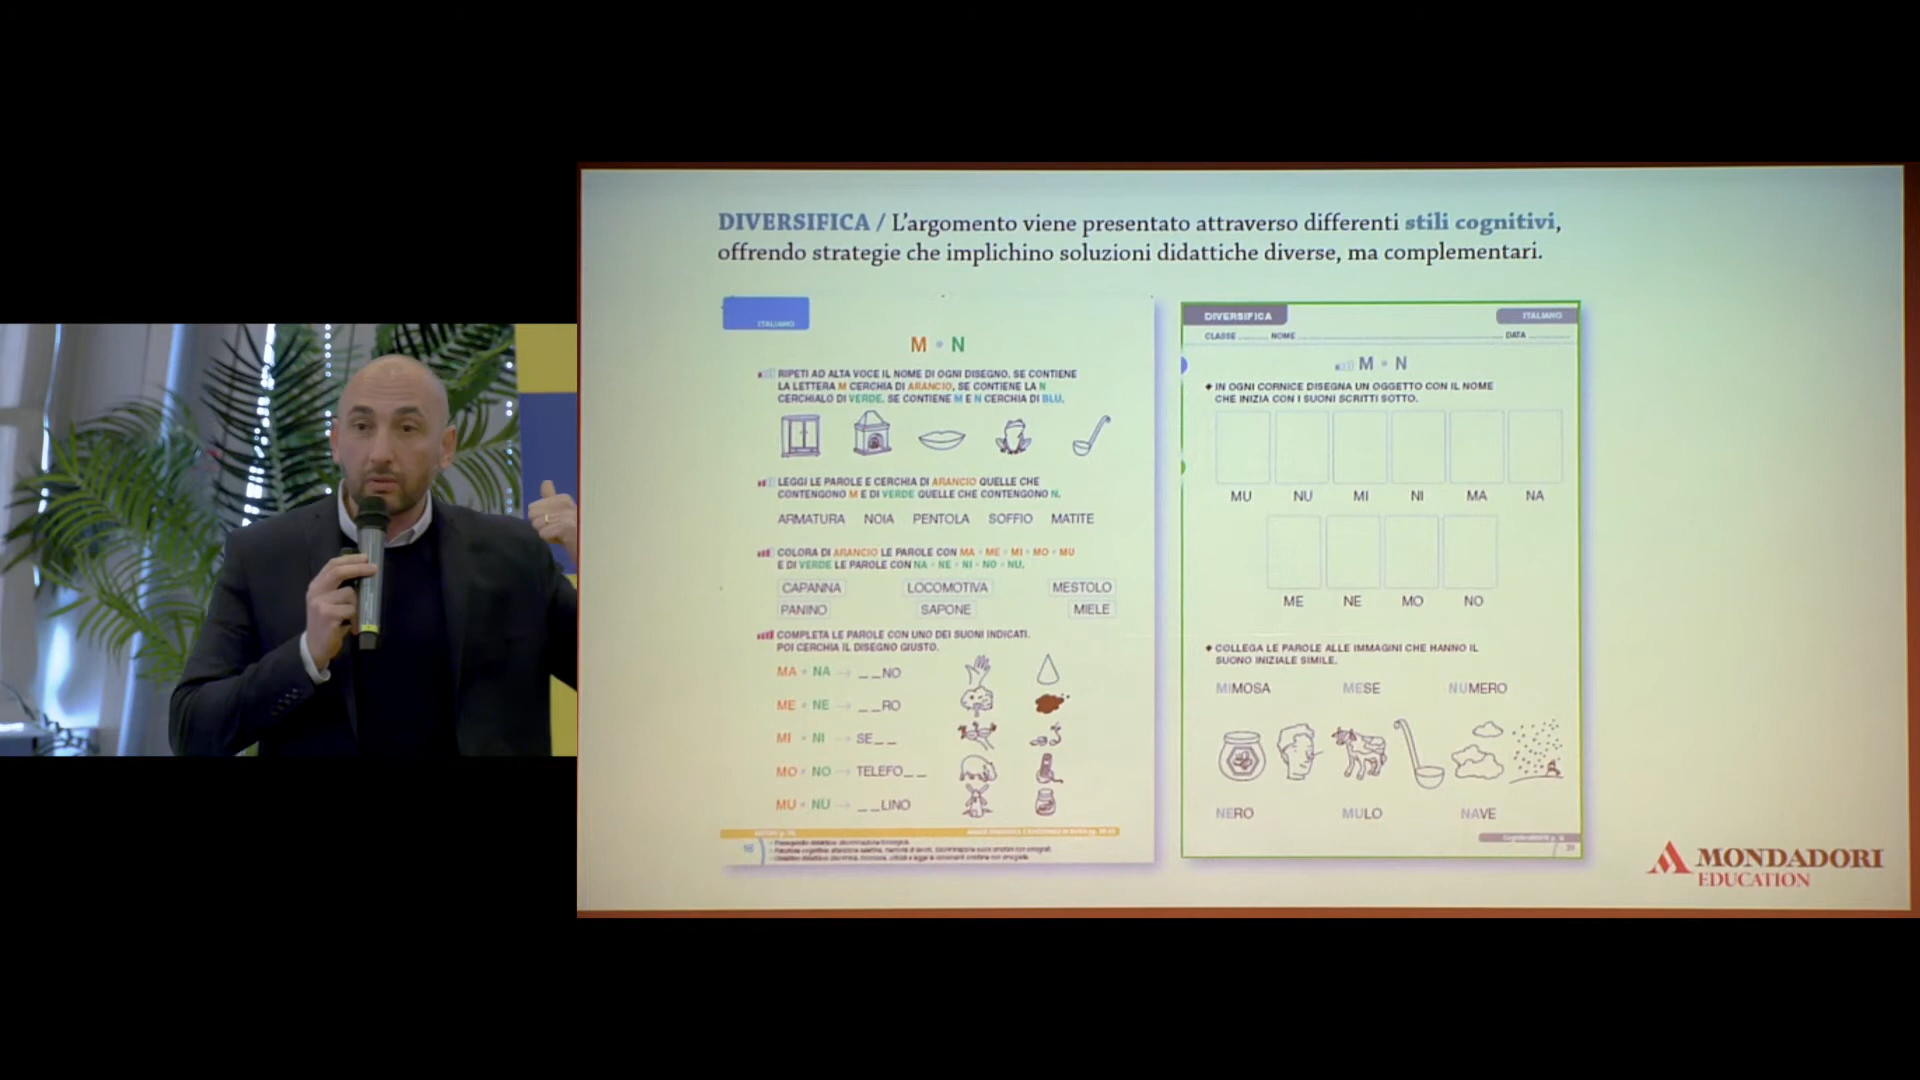 DIVERSIFICA / L'argomento viene presentato attraverso differenti stili cognitivi,
offrendo strategie che implichino soluzioni didattiche diverse, ma complementari.
ITALIANO
M • N
RIPETI AD ALTA VOCE IL NOME DI OGNI DISEGNO. SE CONTIENE
LA LETTERA M CERCHIA DI ARANCIO, SE CONTIENE LA N
CERCHIALO DI VERDE. SE CONTIENE M E N CERCHIA DI BLU.
LEGGI LE PAROLE E CERCHIA DI ARANCIO QUELLE CHE
CONTENGONO M E DI VERDE QUELLE CHE CONTENGONO N.
ARMATURA NOIA PENTOLA SOFFIO MATITE
COLORA DI ARANCIO LE PAROLE CON MA • ME • MI • MO • MU
E DI VERDE LE PAROLE CON NA • NE • NI • NO • NU.
CAPANNA LOCOMOTIVA MESTOLO
PANINO SAPONE MIELE
COMPLETA LE PAROLE CON UNO DEI SUONI INDICATI.
POI CERCHIA IL DISEGNO GIUSTO.
MA • NA → _ _NO
ME • NE → _ _RO
MI • NI → SE_ _
MO • NO → TELEFO_ _
MU • NU → _ _LINO
DIVERSIFICA ITALIANO
CLASSE NOME DATA
M • N
IN OGNI CORNICE DISEGNA UN OGGETTO CON IL NOME
CHE INIZIA CON I SUONI SCRITTI SOTTO.
MU NU MI NI MA NA
ME NE MO NO
COLLEGA LE PAROLE ALLE IMMAGINI CHE HANNO IL
SUONO INIZIALE SIMILE.
MIMOSA MESE NUMERO
NERO MULO NAVE
MONDADORI
EDUCATION